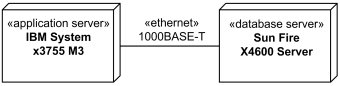 «application server»
IBM System
x3755 M3
«ethernet»
1000BASE-T
«database server»
Sun Fire
X4600 Server